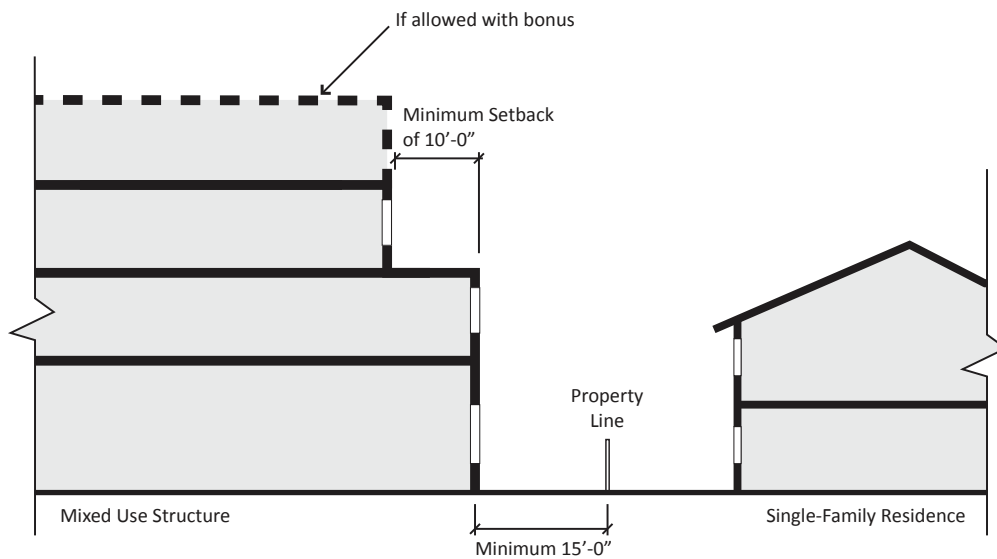 If allowed with bonus
Minimum Setback
of 10’-0”
Property
Line
Mixed Use Structure
Single-Family Residence
Minimum 15’-0”